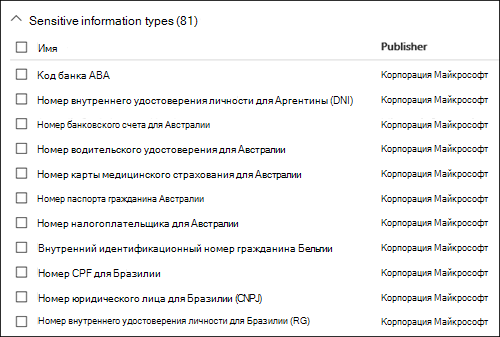 Sensitive information types (81)
Имя Publisher
Код банка ABA Корпорация Майкрософт
Номер внутреннего удостоверения личности для Аргентины (DNI) Корпорация Майкрософт
Номер банковского счета для Австралии Корпорация Майкрософт
Номер водительского удостоверения для Австралии Корпорация Майкрософт
Номер карты медицинского страхования для Австралии Корпорация Майкрософт
Номер паспорта гражданина Австралии Корпорация Майкрософт
Номер налогоплательщика для Австралии Корпорация Майкрософт
Внутренний идентификационный номер гражданина Бельгии Корпорация Майкрософт
Номер CPF для Бразилии Корпорация Майкрософт
Номер юридического лица для Бразилии (CNPJ) Корпорация Майкрософт
Номер внутреннего удостоверения личности для Бразилии (RG) Корпорация Майкрософт